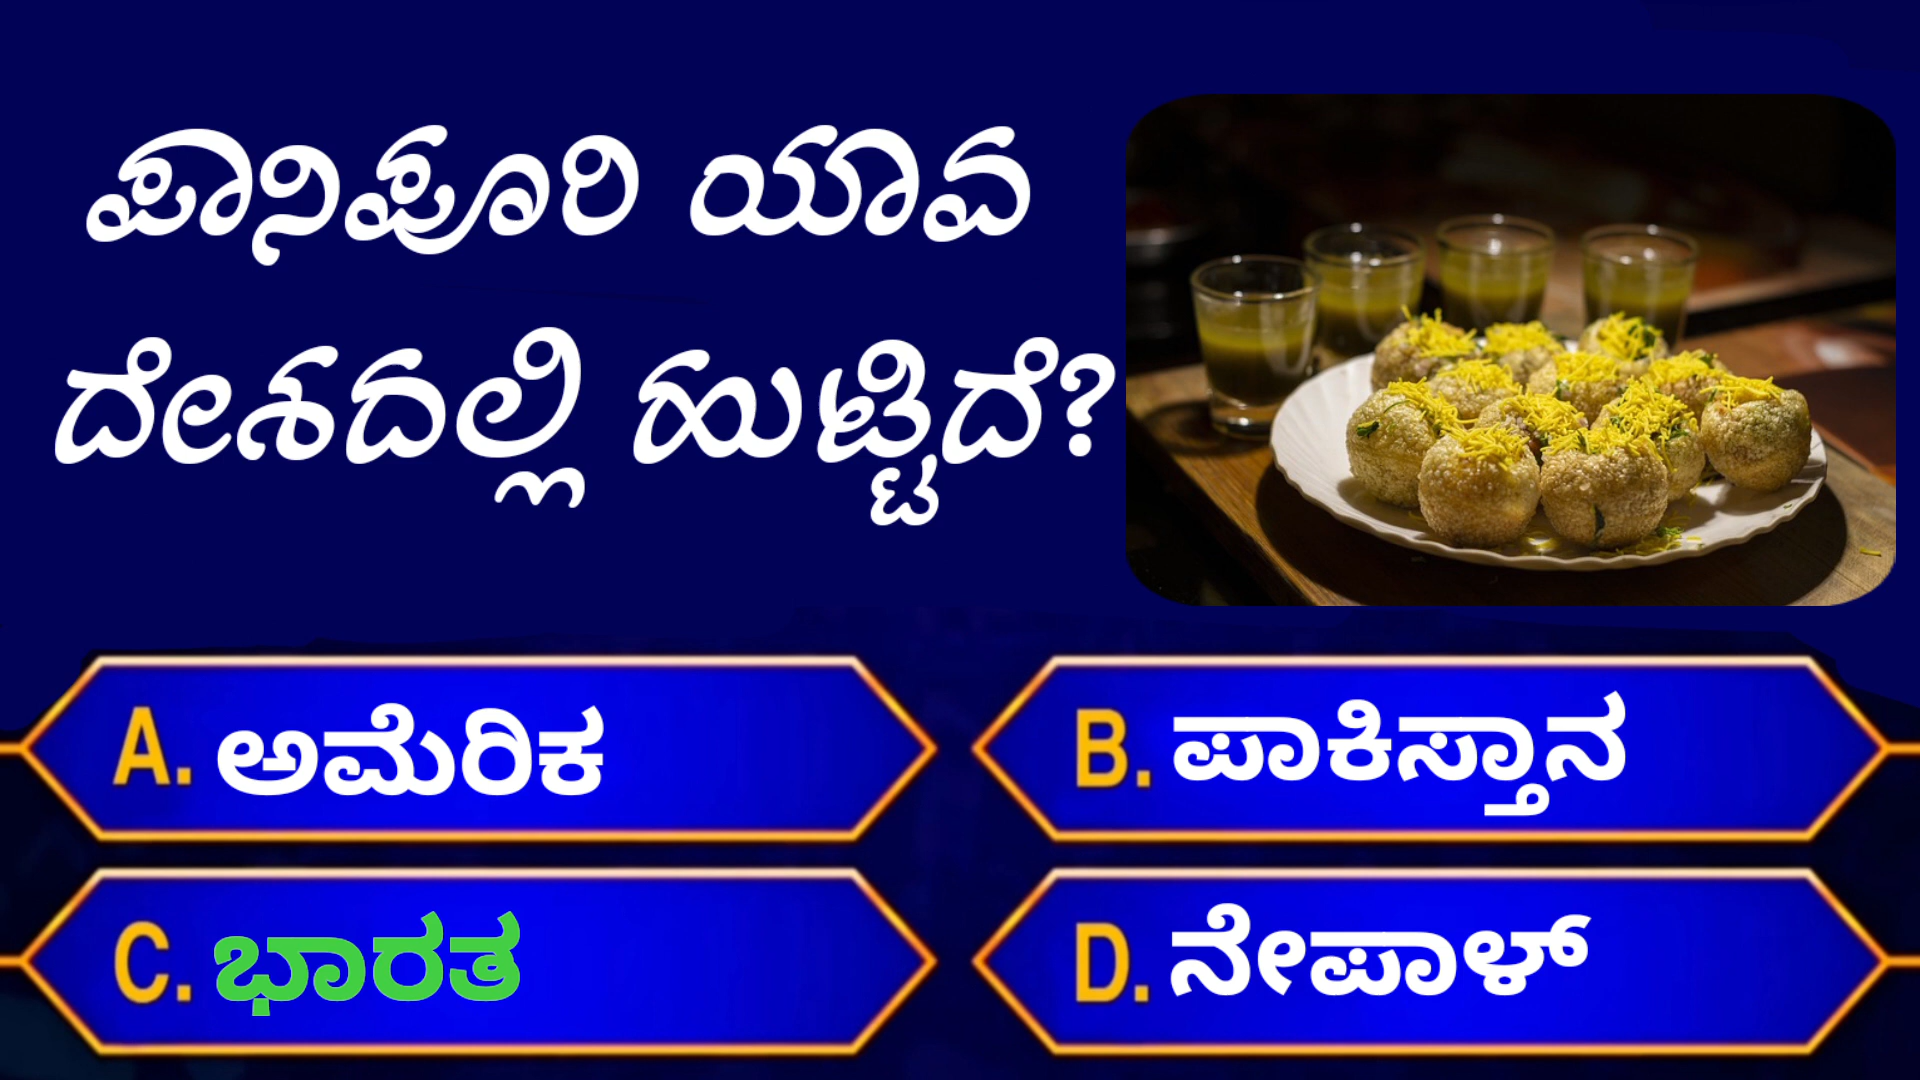 ಪಾನಿಪೂರಿ ಯಾವ
ದೇಶದಲ್ಲಿ ಹುಟ್ಟಿದೆ?
A. ಅಮೆರಿಕ
B. ಪಾಕಿಸ್ತಾನ
C. ಭಾರತ
D. ನೇಪಾಳ್